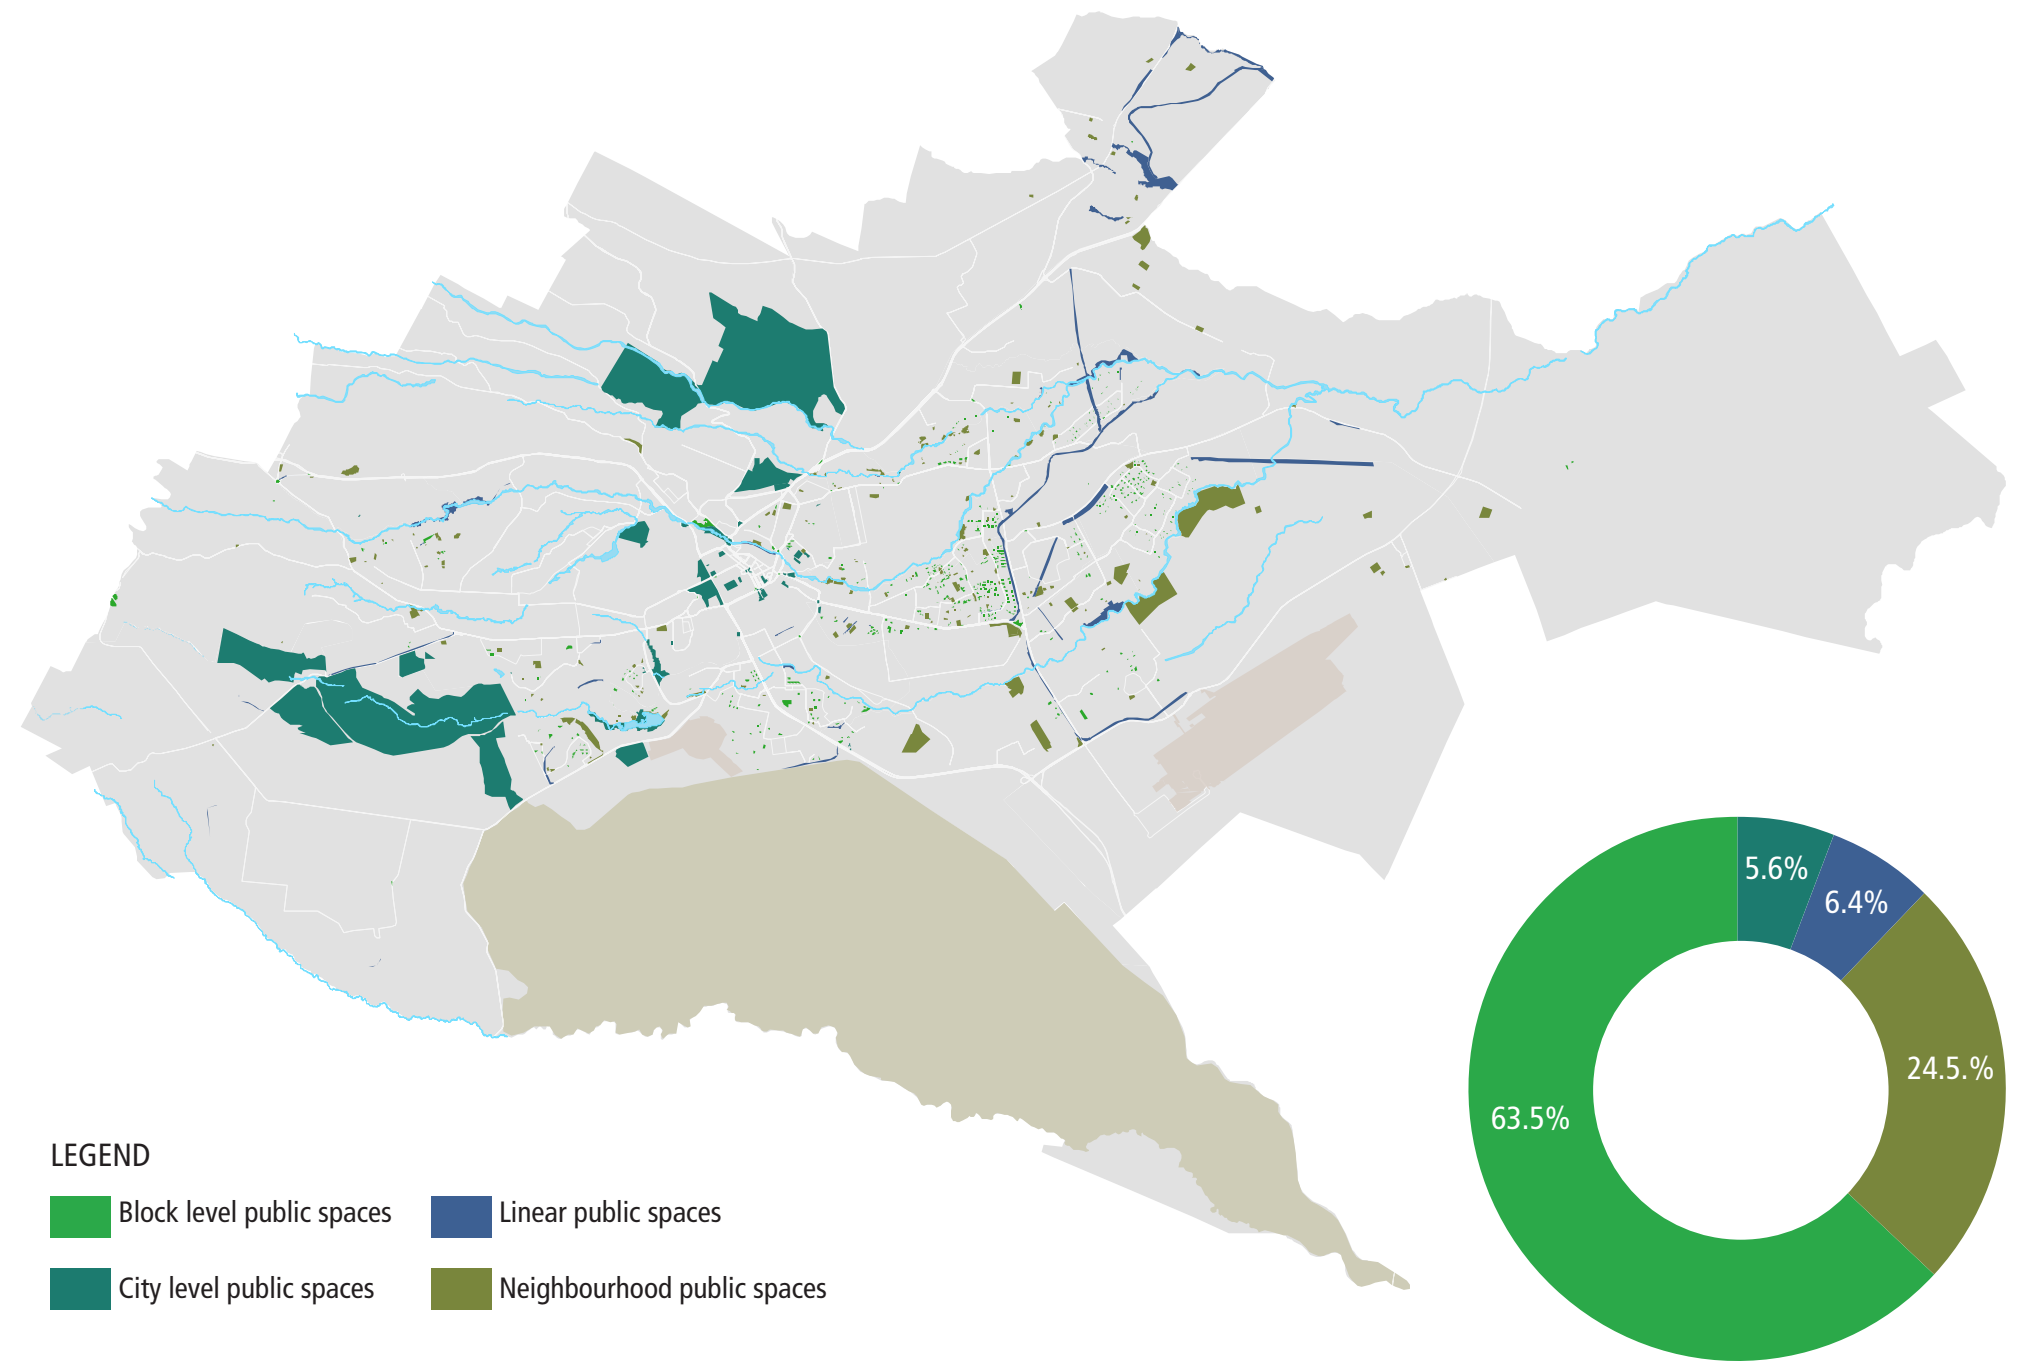 5.6%
6.4%
24.5.%
63.5%
LEGEND
Block level public spaces
Linear public spaces
City level public spaces
Neighbourhood public spaces